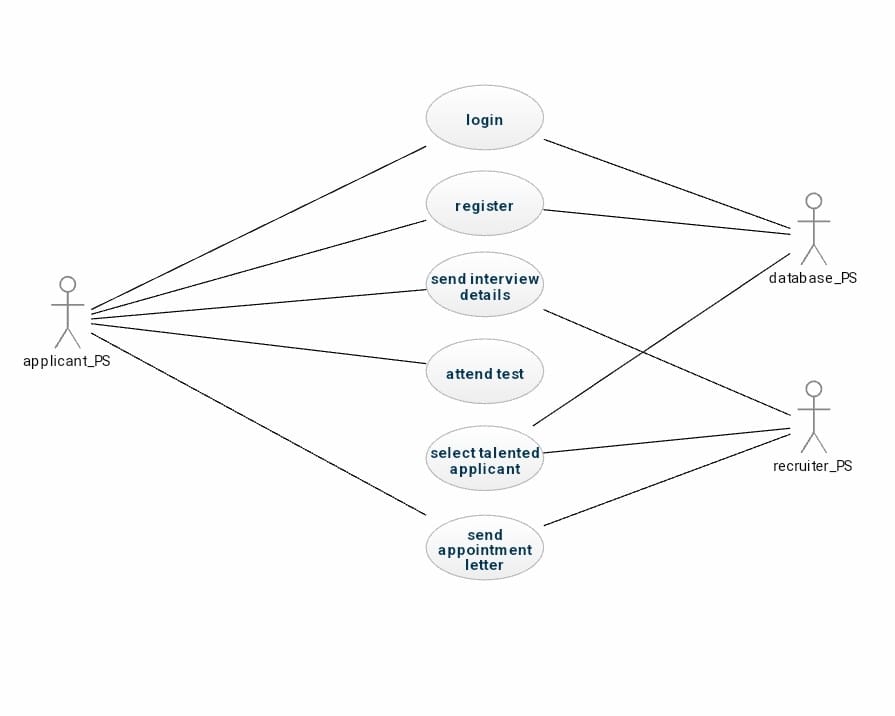 login
register
send interview
details
attend test
select talented
applicant
send
appointment
letter
applicant_PS
database_PS
recruiter_PS